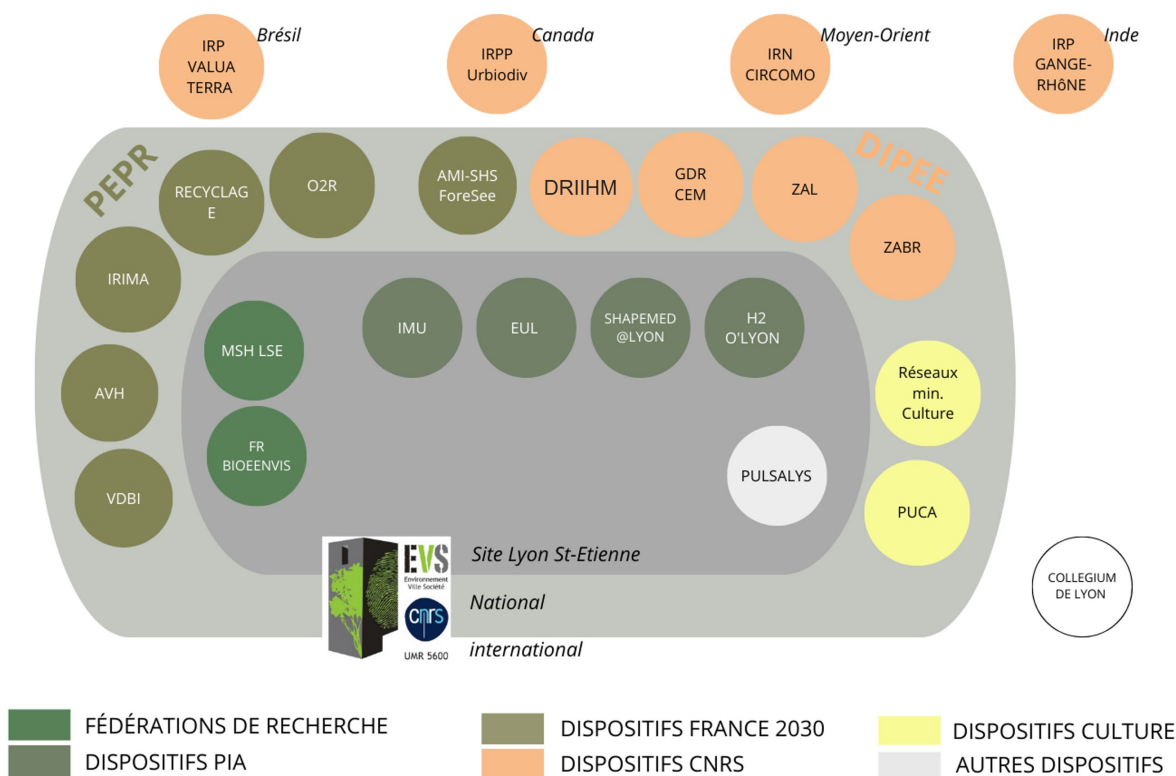 Brésil
IRP
VALUA
TERRA
Canada
IRPP
Urbiodiv
Moyen-Orient
IRN
CIRCOMO
Inde
IRP
GANGE-
RHôNE
PEPR
DIPEE
RECYCLAG
E
O2R
AMI-SHS
ForeSee
DRIIHM
GDR
CEM
ZAL
ZABR
IRIMA
AVH
VDBI
MSH LSE
FR
BIOEENVIS
IMU
EUL
SHAPEMED
@LYON
H2
O'LYON
PULSALYS
Réseaux
min.
Culture
PUCA
COLLEGIUM
DE LYON
EVS
Environnement
Ville Société
cnrs
UMR 5600
Site Lyon St-Etienne
National
international
FÉDÉRATIONS DE RECHERCHE
DISPOSITIFS PIA
DISPOSITIFS FRANCE 2030
DISPOSITIFS CNRS
DISPOSITIFS CULTURE
AUTRES DISPOSITIFS